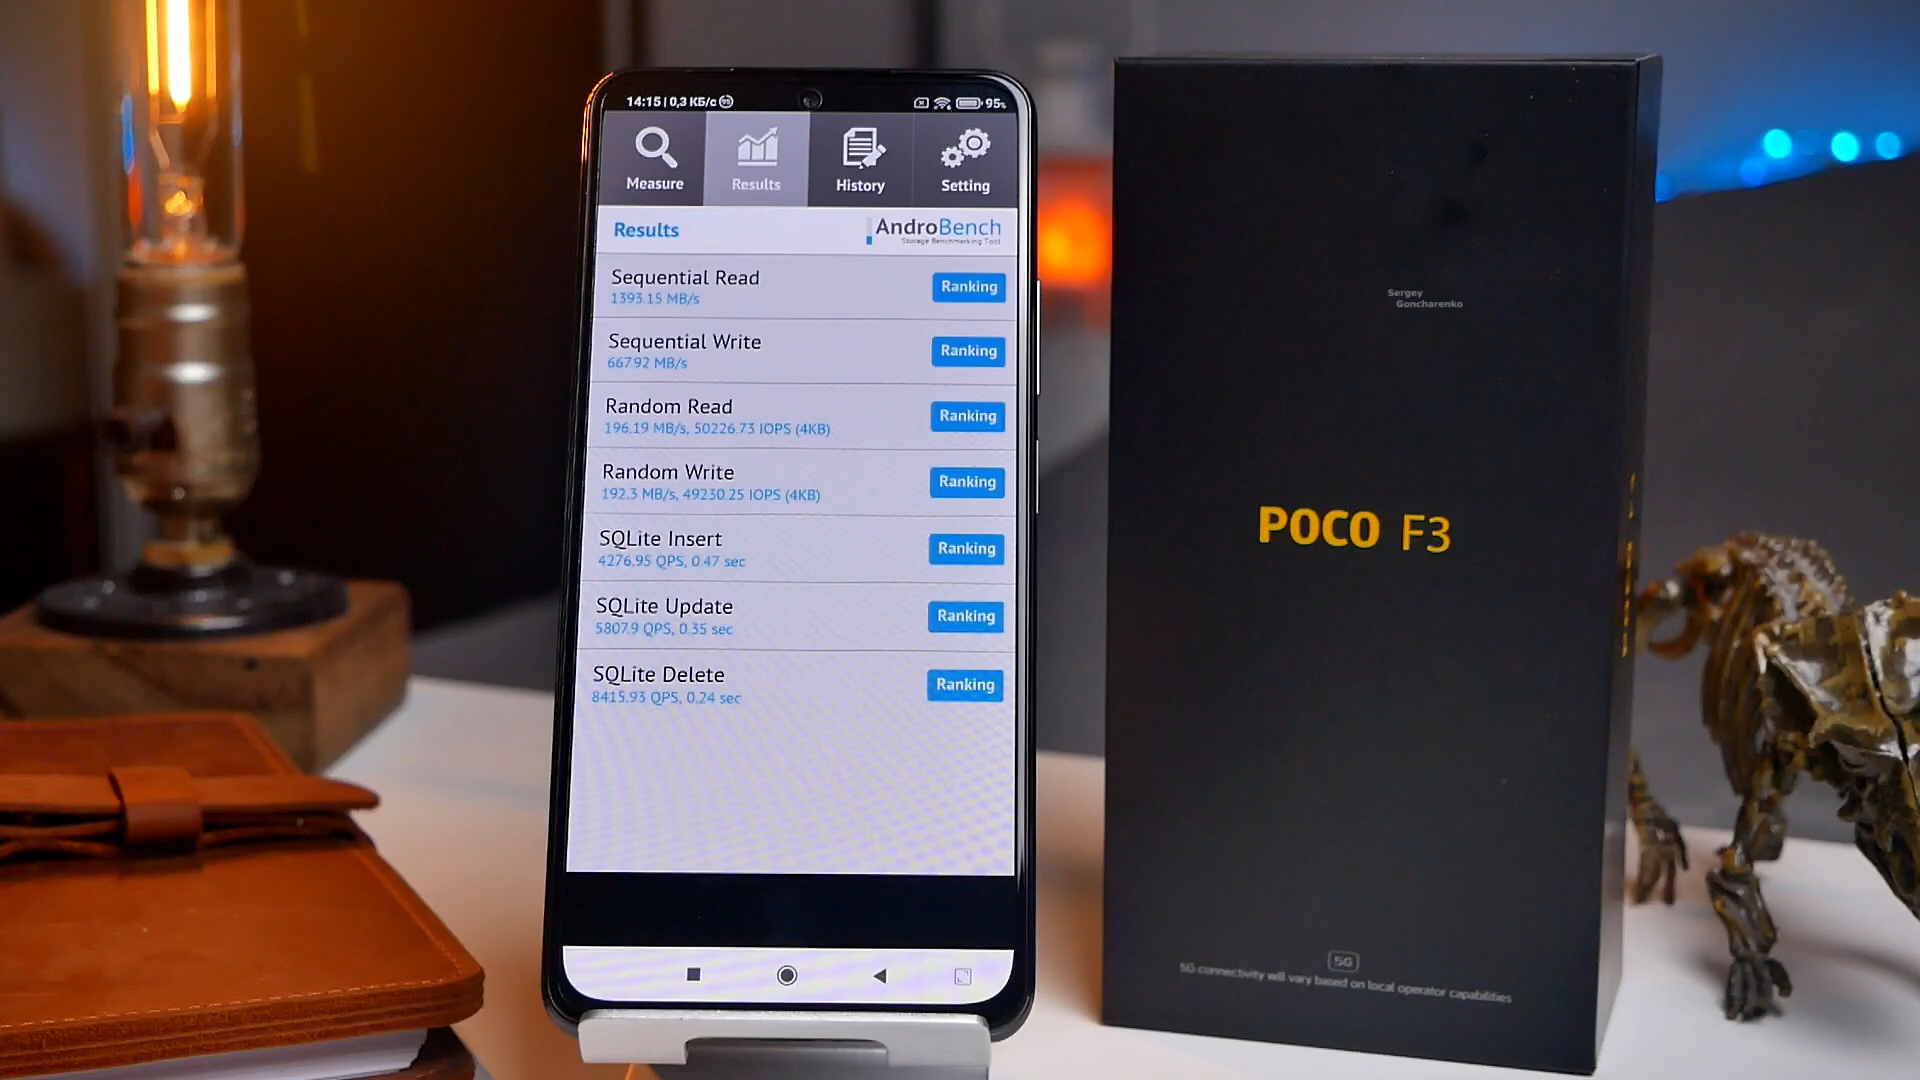 14:15 | 0,3 КБ/с 95
95%
Measure
Results
History
Setting
Results
AndroBench
Storage Benchmarking Tool
Sequential Read
1393.15 MB/s
Ranking
Sequential Write
667.92 MB/s
Ranking
Random Read
196.19 MB/s, 50226.73 IOPS (4KB)
Ranking
Random Write
192.3 MB/s, 49230.25 IOPS (4KB)
Ranking
SQLite Insert
4276.95 QPS, 0.47 sec
Ranking
SQLite Update
5807.9 QPS, 0.35 sec
Ranking
SQLite Delete
8415.93 QPS, 0.24 sec
Ranking
Sergey
Goncharenko
POCO F3
5G
5G connectivity will vary based on local operator capabilities